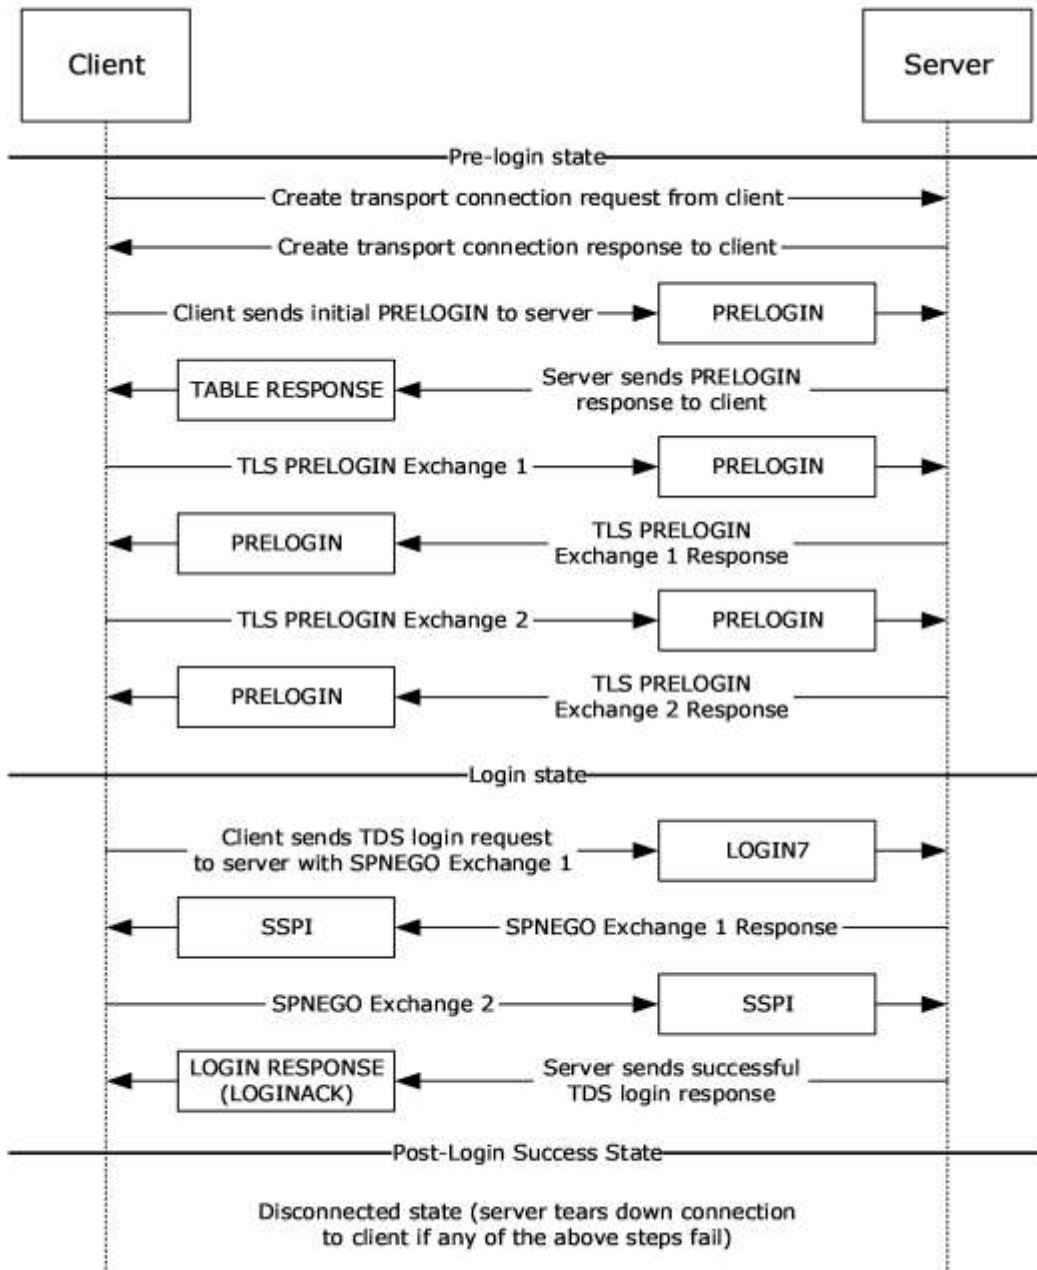 Client
Server
Pre-login state
Create transport connection request from client
Create transport connection response to client
Client sends initial PRELOGIN to server
PRELOGIN
TABLE RESPONSE
Server sends PRELOGIN
response to client
TLS PRELOGIN Exchange 1
PRELOGIN
PRELOGIN
TLS PRELOGIN
Exchange 1 Response
TLS PRELOGIN Exchange 2
PRELOGIN
PRELOGIN
TLS PRELOGIN
Exchange 2 Response
Login state
Client sends TDS login request
to server with SPNEGO Exchange 1
LOGIN7
SSPI
SPNEGO Exchange 1 Response
SPNEGO Exchange 2
SSPI
LOGIN RESPONSE
(LOGINACK)
Server sends successful
TDS login response
Post-Login Success State
Disconnected state (server tears down connection
to client if any of the above steps fail)